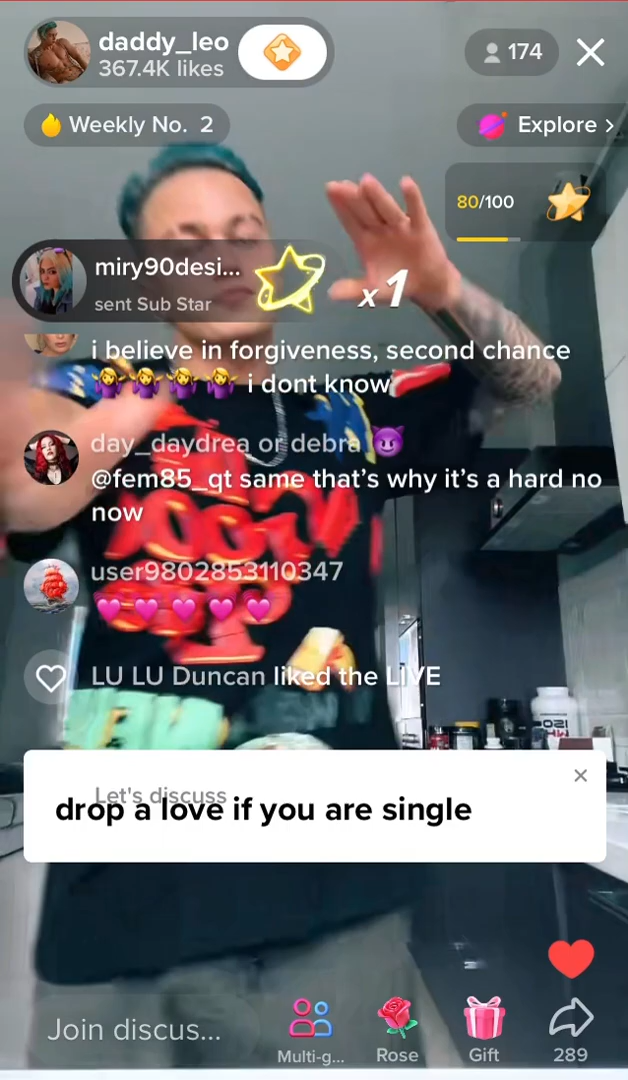 daddy_leo
367.4K likes
174
Weekly No. 2
Explore >
80/100
miry90desi...
sent Sub Star
x1
i believe in forgiveness, second chance
🤷‍♀️🤷‍♀️🤷‍♀️🤷‍♀️ i dont know
day_daydrea or debra😈
@fem85_qt same that's why it's a hard no
now
user9802853110347
💗💗💗💗💗
LU LU Duncan liked the LIVE
Let's discuss
drop a love if you are single
Join discus...
Multi-g...
Rose
Gift
289